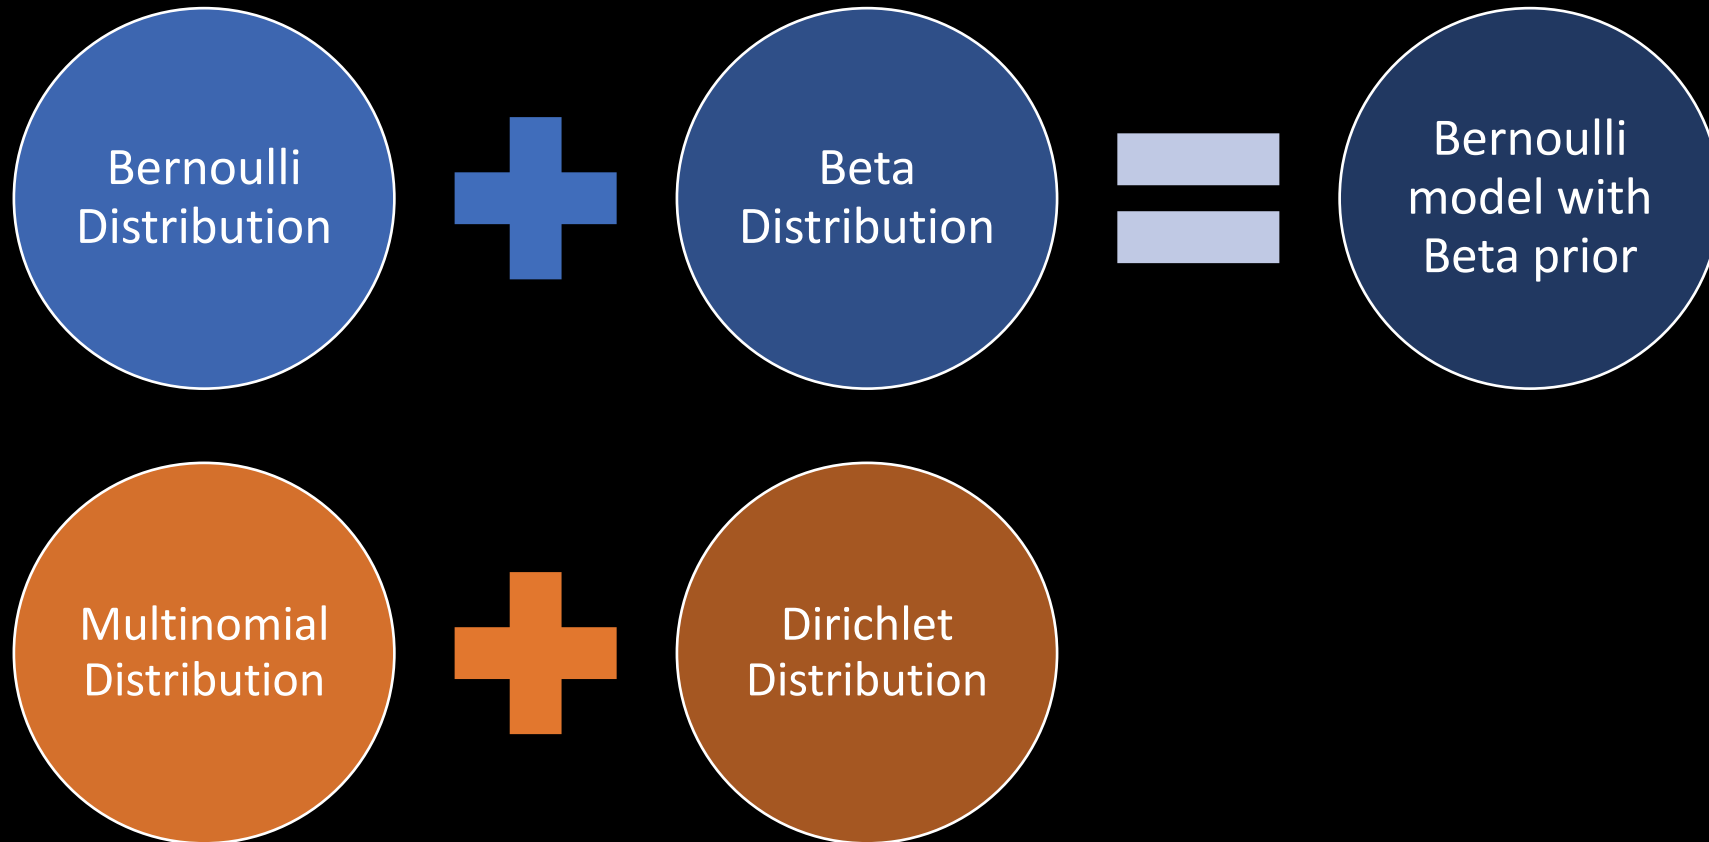 Bernoulli
Distribution
Beta
Distribution
Bernoulli
model with
Beta prior
Multinomial
Distribution
Dirichlet
Distribution